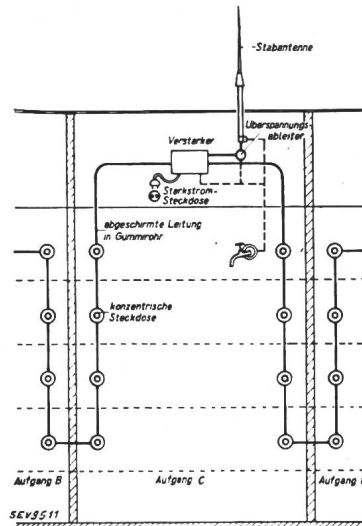 -Stabantenne
Überspannungs-
ableiter
Verstärker
Starkstrom-
Steckdose
abgeschirmte Leitung
in Gummirohr
konzentrische
Steckdose
Aufgang B
Aufgang C
Aufgang
SEV9511